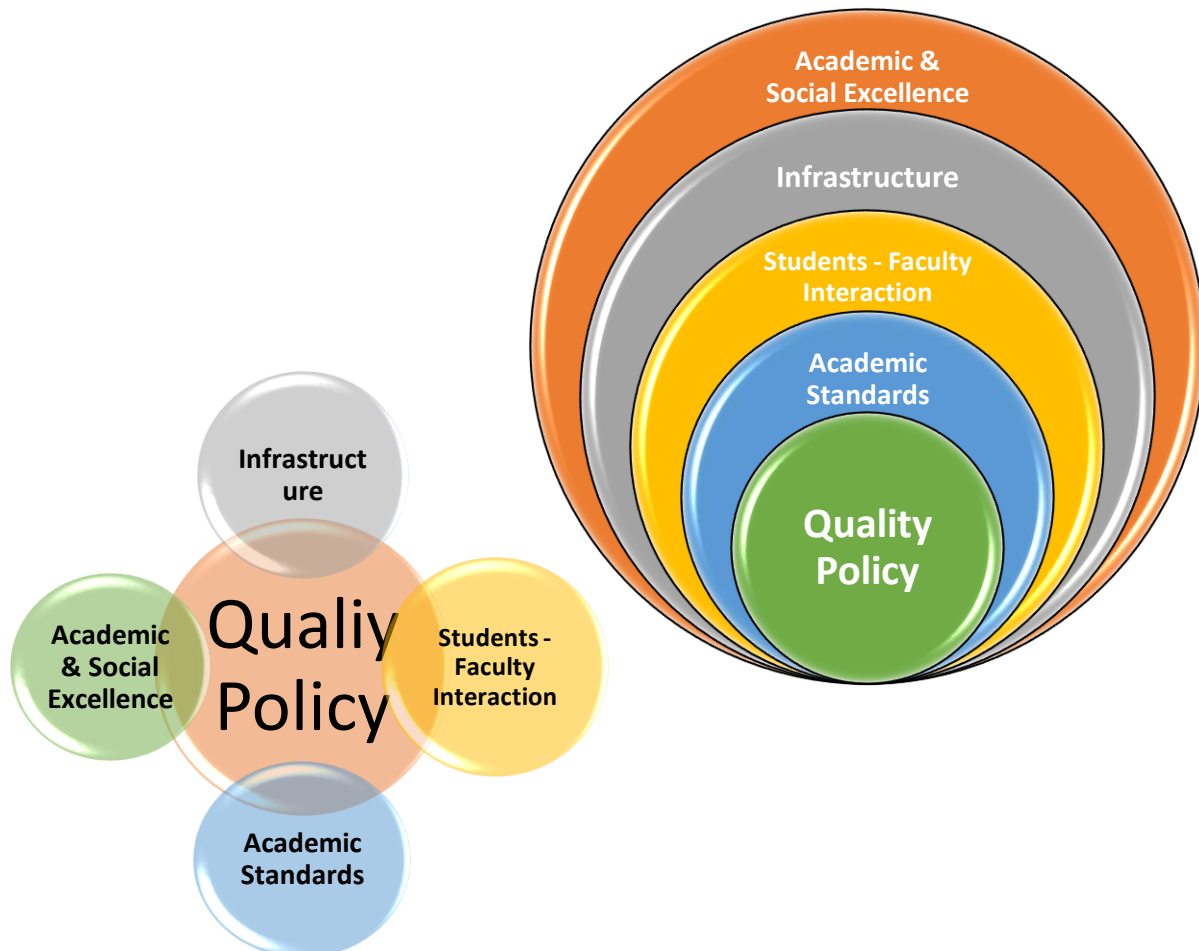 Academic &
Social Excellence
Infrastructure
Students - Faculty
Interaction
Academic
Standards
Quality
Policy
Infrastruct
ure
Qualiy
Policy
Academic
& Social
Excellence
Students -
Faculty
Interaction
Academic
Standards